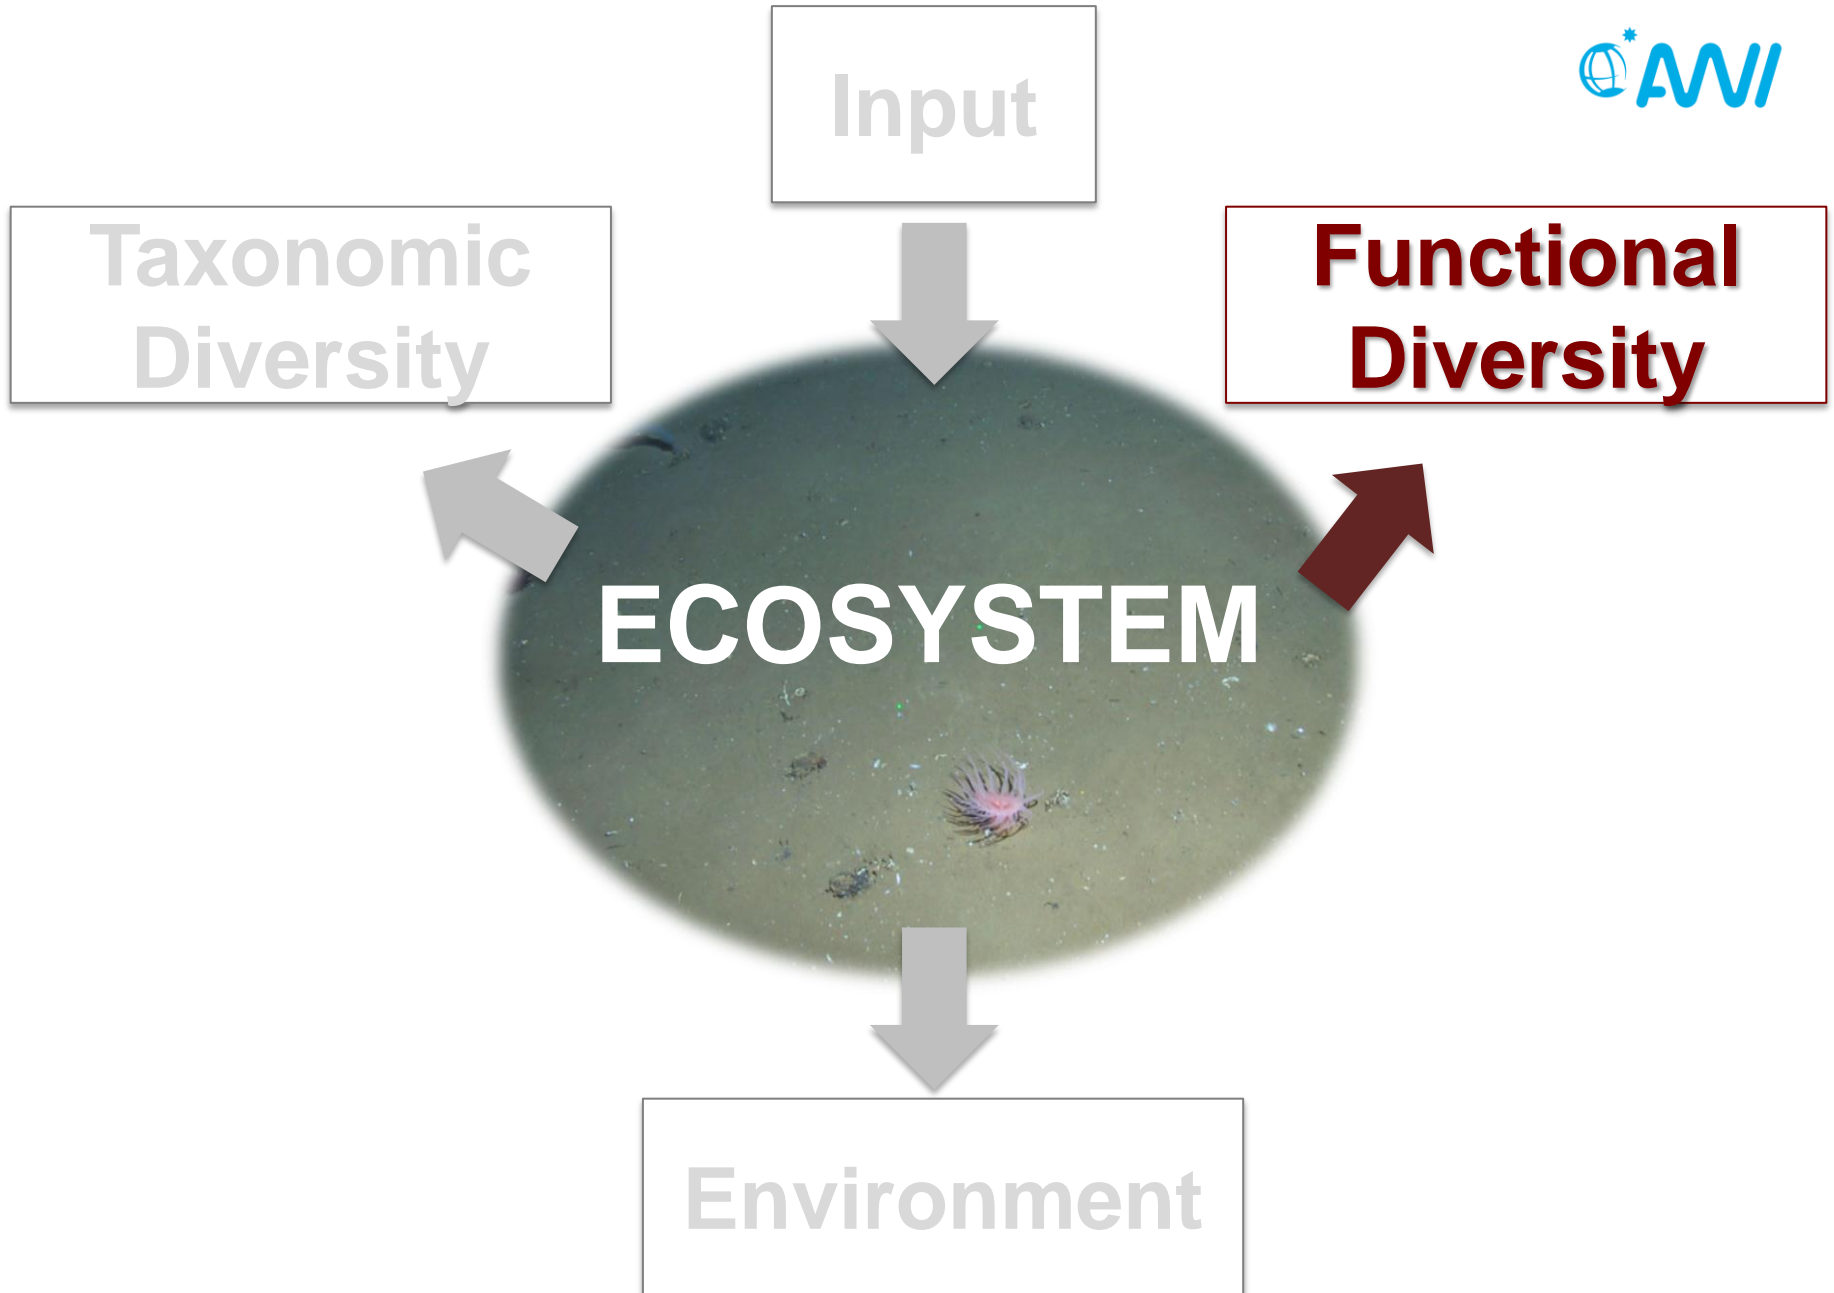 Input
AWI
Taxonomic
Diversity
Functional
Diversity
ECOSYSTEM
Environment